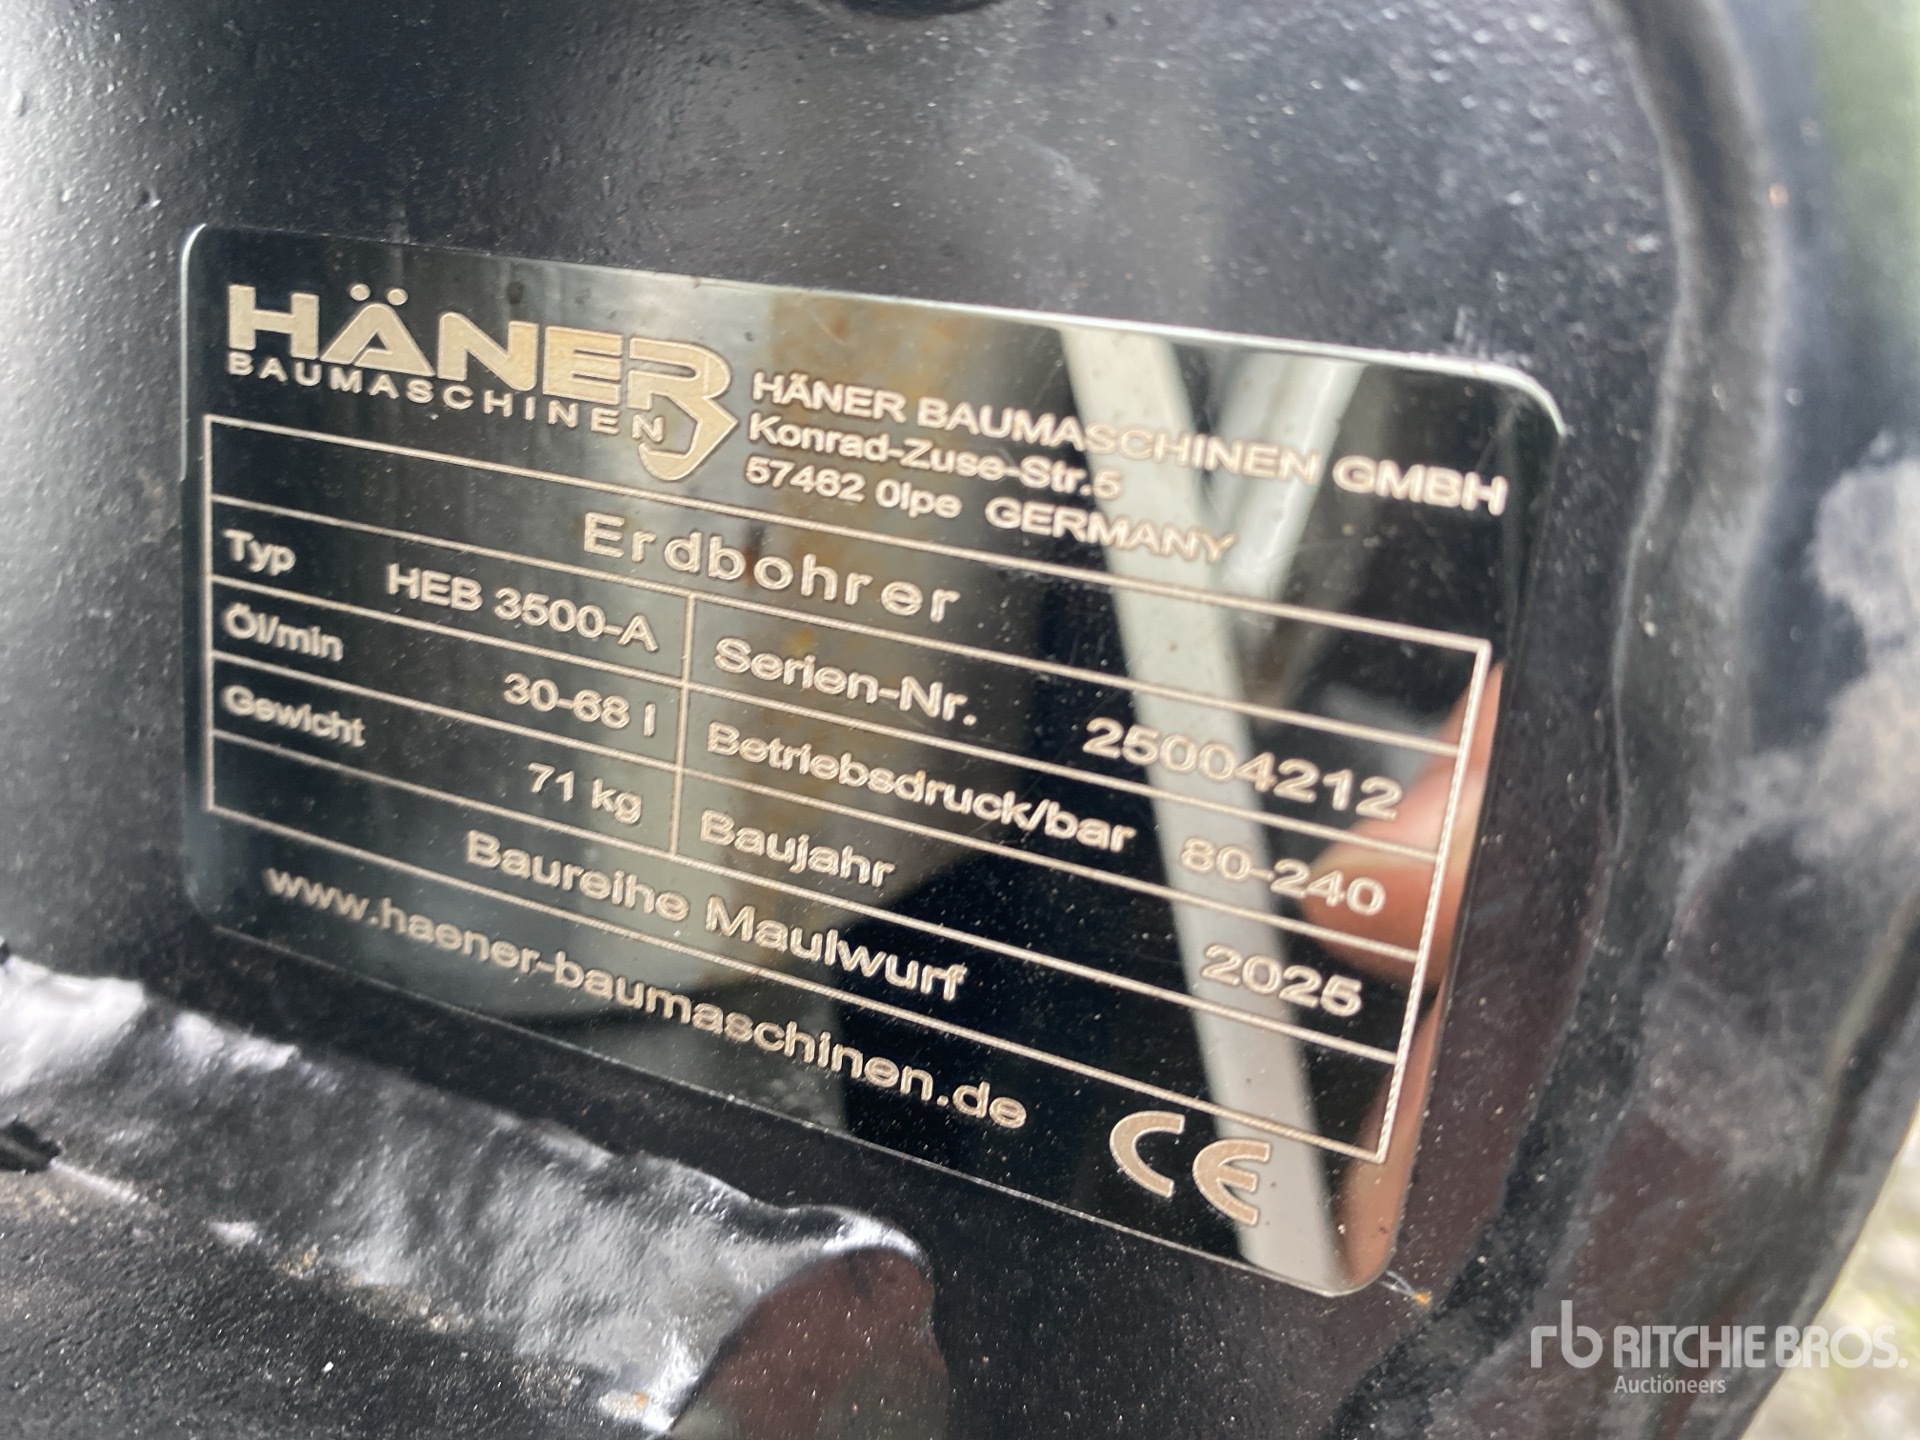 HÄNER
BAUMASCHINEN
HÄNER BAUMASCHINEN GMBH
Konrad-Zuse-Str.5
57462 Olpe GERMANY
Erdbohrer
Typ HEB 3500-A Serien-Nr. 25004212
Öl/min 30-68 l Betriebsdruck/bar 80-240
Gewicht 71 kg Baujahr 2025
Baureihe Maulwurf
www.haener-baumaschinen.de
CE
rb RITCHIE BROS.
Auctioneers